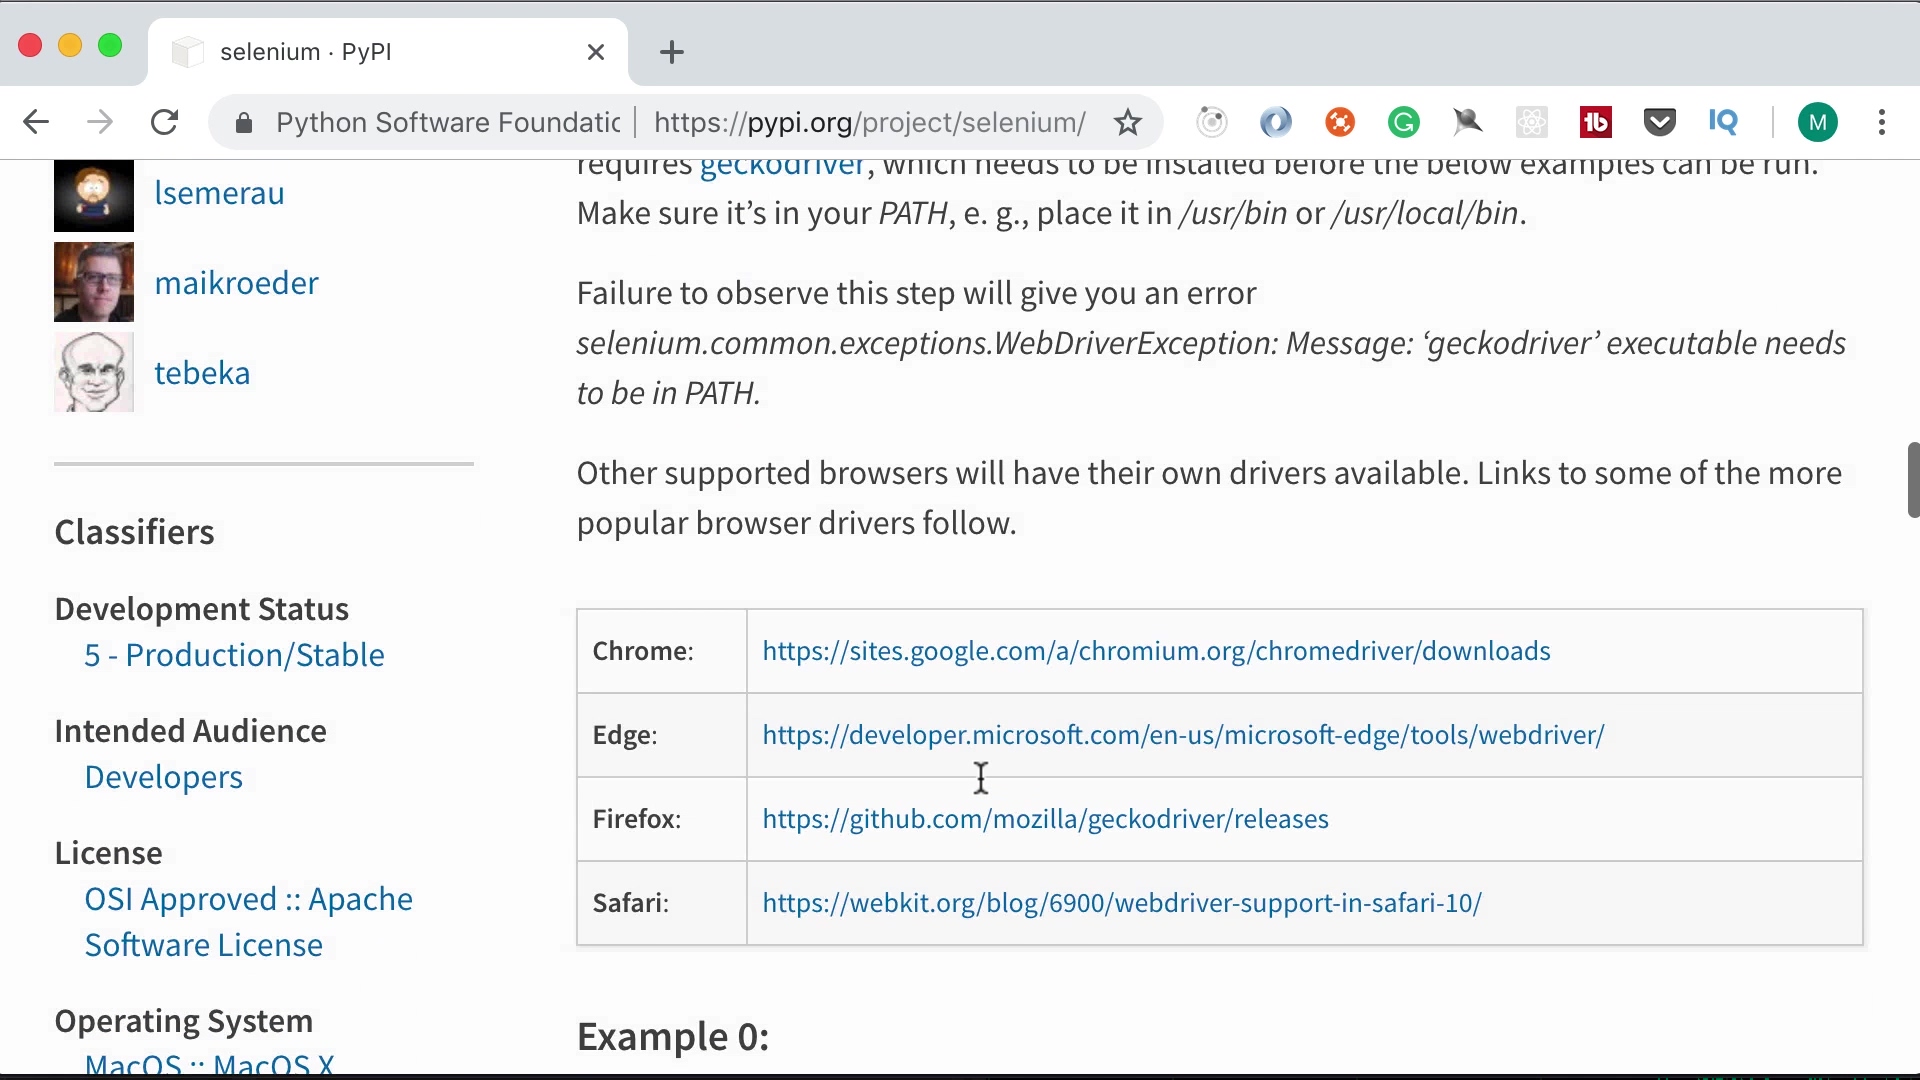 selenium · PyPI
Python Software Foundatic
https://pypi.org/project/selenium/
M
lsemerau
maikroeder
tebeka
Classifiers
Development Status
5 - Production/Stable
Intended Audience
Developers
License
OSI Approved :: Apache
Software License
Operating System
MacOS :: MacOS X
requires geckodriver, which needs to be installed before the below examples can be run.
Make sure it’s in your PATH, e. g., place it in /usr/bin or /usr/local/bin.
Failure to observe this step will give you an error
selenium.common.exceptions.WebDriverException: Message: ‘geckodriver’ executable needs
to be in PATH.
Other supported browsers will have their own drivers available. Links to some of the more
popular browser drivers follow.
Chrome: https://sites.google.com/a/chromium.org/chromedriver/downloads
Edge: https://developer.microsoft.com/en-us/microsoft-edge/tools/webdriver/
Firefox: https://github.com/mozilla/geckodriver/releases
Safari: https://webkit.org/blog/6900/webdriver-support-in-safari-10/
Example 0: